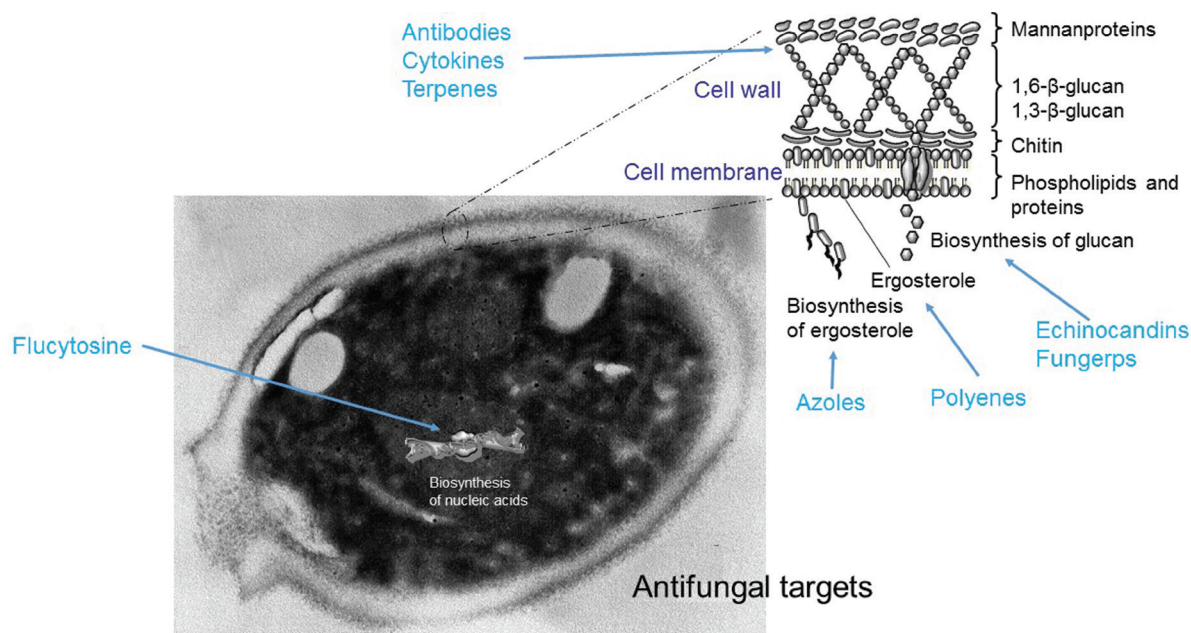 Antibodies
Cytokines
Terpenes
Cell wall
Cell membrane
Mannanproteins
1,6-β-glucan
1,3-β-glucan
Chitin
Phospholipids and
proteins
Biosynthesis of glucan
Ergosterole
Biosynthesis
of ergosterole
Echinocandins
Fungerps
Azoles
Polyenes
Flucytosine
Biosynthesis
of nucleic acids
Antifungal targets